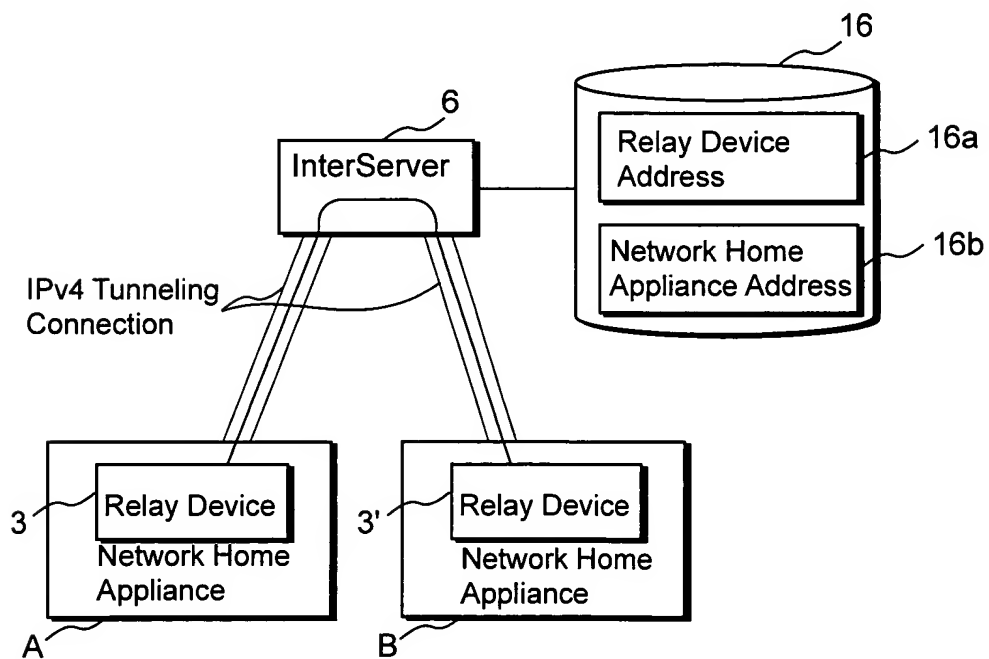 16
6
InterServer
Relay Device
Address
16a
Network Home
Appliance Address
16b
IPv4 Tunneling
Connection
3
Relay Device
Network Home
Appliance
A
3'
Relay Device
Network Home
Appliance
B